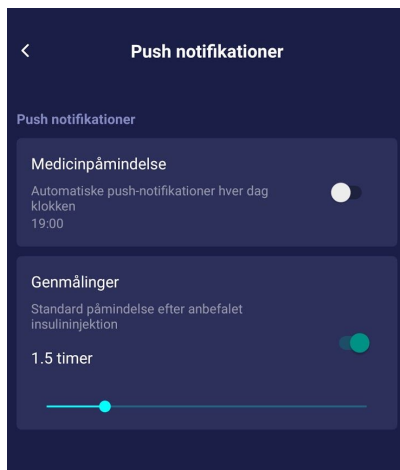 Push notifikationer
Push notifikationer
Medicinpåmindelse
Automatiske push-notifikationer hver dag
klokken
19:00
Genmålinger
Standard påmindelse efter anbefalet
insulininjektion
1.5 timer